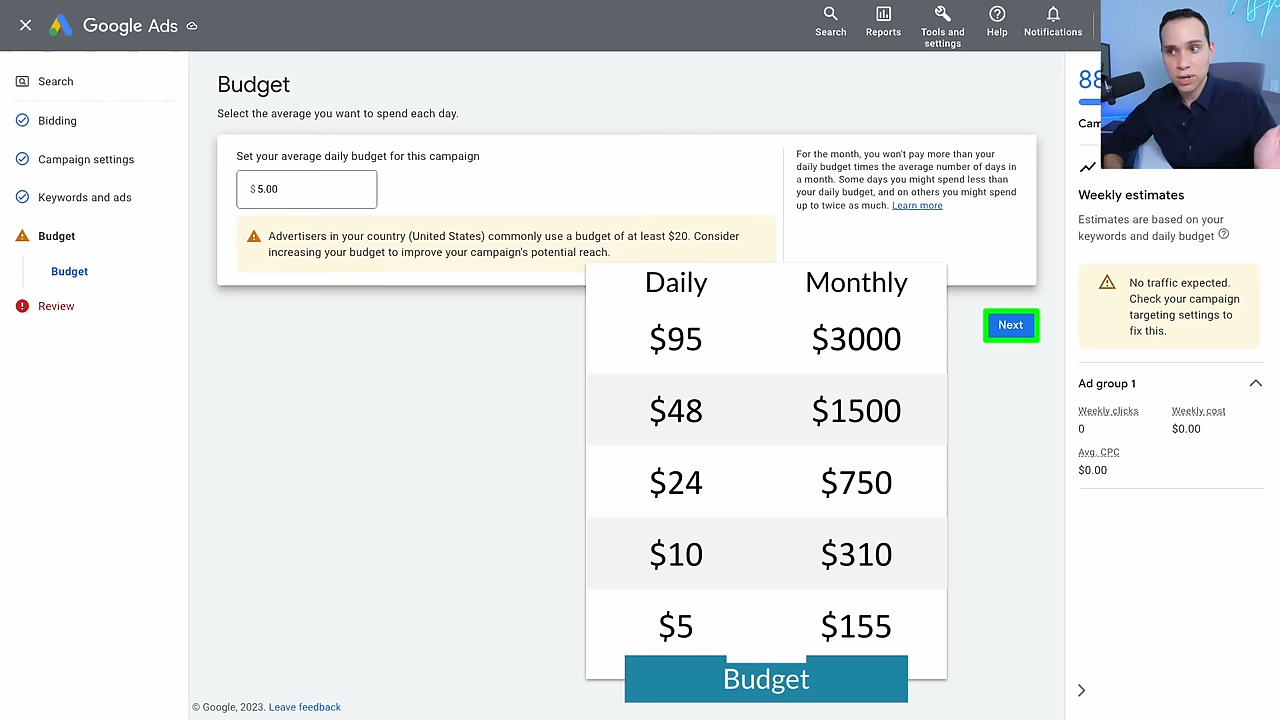 Google Ads
Search
Reports
Tools and
settings
Help
Notifications
Search
Bidding
Campaign settings
Keywords and ads
Budget
Budget
Review
Budget
Select the average you want to spend each day.
Set your average daily budget for this campaign
$ 5.00
Advertisers in your country (United States) commonly use a budget of at least $20. Consider
increasing your budget to improve your campaign's potential reach.
For the month, you won't pay more than your
daily budget times the average number of days in
a month. Some days you might spend less than
your daily budget, and on others you might spend
up to twice as much. Learn more
Next
Daily Monthly
$95 $3000
$48 $1500
$24 $750
$10 $310
$5 $155
Budget
88
Cam
Weekly estimates
Estimates are based on your
keywords and daily budget
No traffic expected.
Check your campaign
targeting settings to
fix this.
Ad group 1
Weekly clicks Weekly cost
0 $0.00
Avg. CPC
$0.00
© Google, 2023. Leave feedback